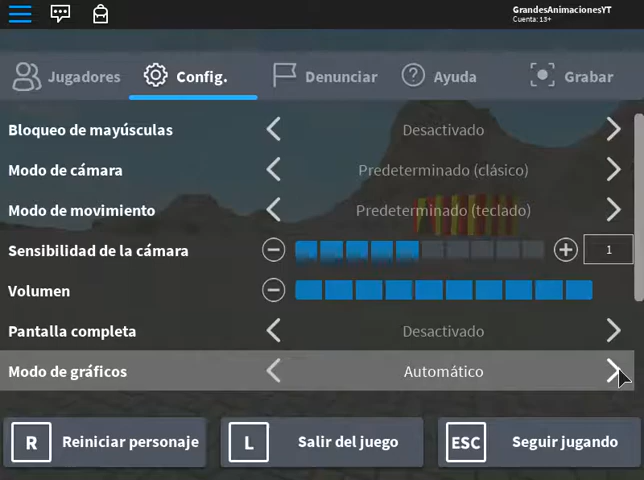 GrandesAnimacionesYT
Cuenta: 13+
Jugadores
Config.
Denunciar
Ayuda
Grabar
Bloqueo de mayúsculas
Desactivado
Modo de cámara
Predeterminado (clásico)
Modo de movimiento
Predeterminado (teclado)
Sensibilidad de la cámara
1
Volumen
Pantalla completa
Desactivado
Modo de gráficos
Automático
R Reiniciar personaje
L Salir del juego
ESC Seguir jugando